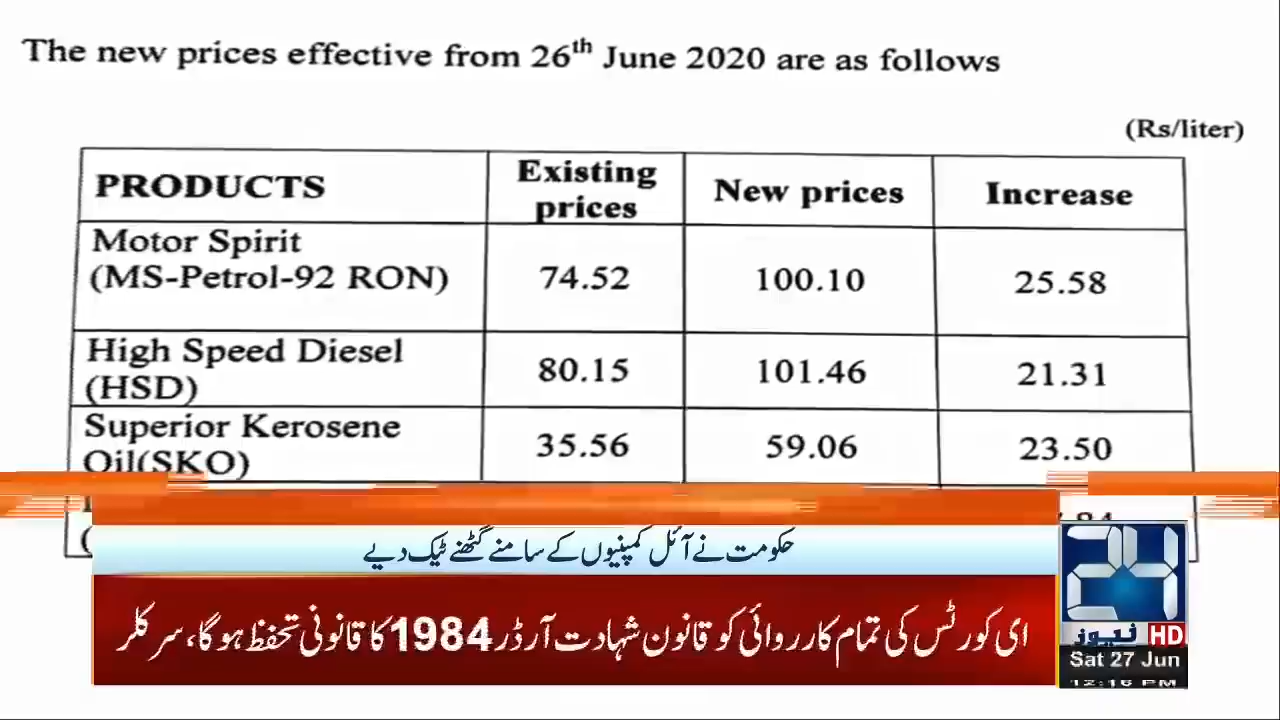 The new prices effective from 26th June 2020 are as follows
(Rs/liter)
PRODUCTS Existing prices New prices Increase
Motor Spirit
(MS-Petrol-92 RON) 74.52 100.10 25.58
High Speed Diesel
(HSD) 80.15 101.46 21.31
Superior Kerosene
Oil(SKO) 35.56 59.06 23.50
حکومت نے آئل کمپنیوں کے سامنے گٹھنے ٹیک دیے
ای کورٹس کی تمام کارروائی کو قانون شہادت آرڈر 1984 کا قانونی تحفظ ہوگا، سرکلر
24
نیوز HD
Sat 27 Jun
12:16 PM